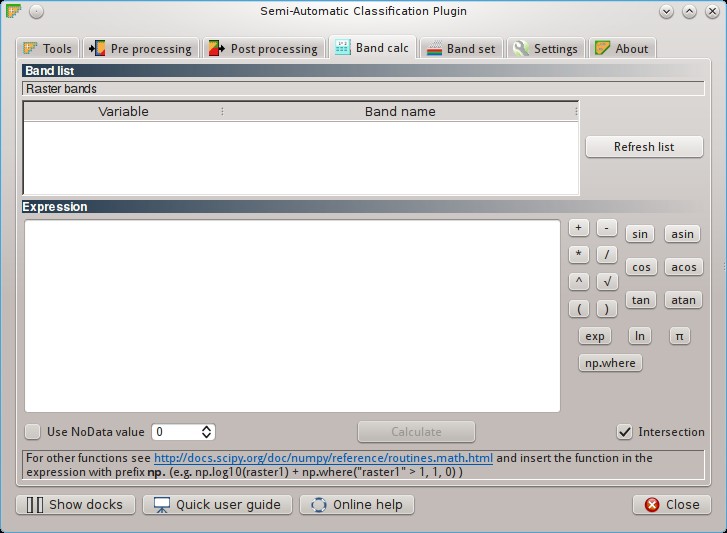 Semi-Automatic Classification Plugin
Tools Pre processing Post processing Band calc Band set Settings About
Band list
Raster bands
Variable Band name
Refresh list
Expression
+ - sin asin
* / cos acos
^ √ tan atan
( )
exp ln π
np.where
Use NoData value 0 Calculate Intersection
For other functions see http://docs.scipy.org/doc/numpy/reference/routines.math.html and insert the function in the
expression with prefix np. (e.g. np.log10(raster1) + np.where("raster1" > 1, 1, 0) )
Show docks Quick user guide Online help Close